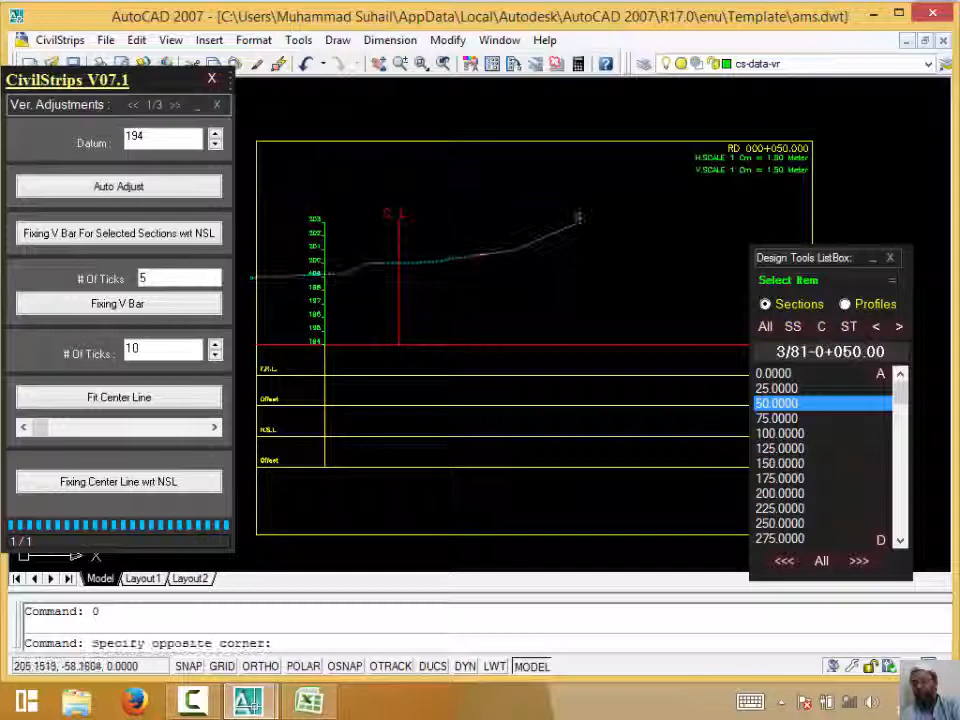 AutoCAD 2007 - [C:\Users\Muhammad Suhail\AppData\Local\Autodesk\AutoCAD 2007\R17.0\enu\Template\ams.dwt]
CivilStrips File Edit View Insert Format Tools Draw Dimension Modify Window Help
cs-data-vr
CivilStrips V07.1 X
Ver. Adjustments : << 1/3 >> _ X
Datum : 194
Auto Adjust
Fixing V Bar For Selected Sections wrt NSL
# Of Ticks 5
Fixing V Bar
# Of Ticks : 10
Fit Center Line
< >
Fixing Center Line wrt NSL
1 / 1
RD 000+050.000
H.SCALE 1 Cm = 1.50 Meter
V.SCALE 1 Cm = 1.50 Meter
C L
203
202
201
200
199
198
197
196
195
194
F.R.L
Offset
N.S.L
Offset
Design Tools ListBox: _ X
Select Item =
Sections Profiles
All SS C ST < >
3/81-0+050.00
0.0000 A
25.0000
50.0000
75.0000
100.0000
125.0000
150.0000
175.0000
200.0000
225.0000
250.0000
275.0000 D
<<< All >>>
X
Model Layout1 Layout2
Command: 0
Command: Specify opposite corner:
205.1513, -58.1604, 0.0000 SNAP GRID ORTHO POLAR OSNAP OTRACK DUCS DYN LWT MODEL